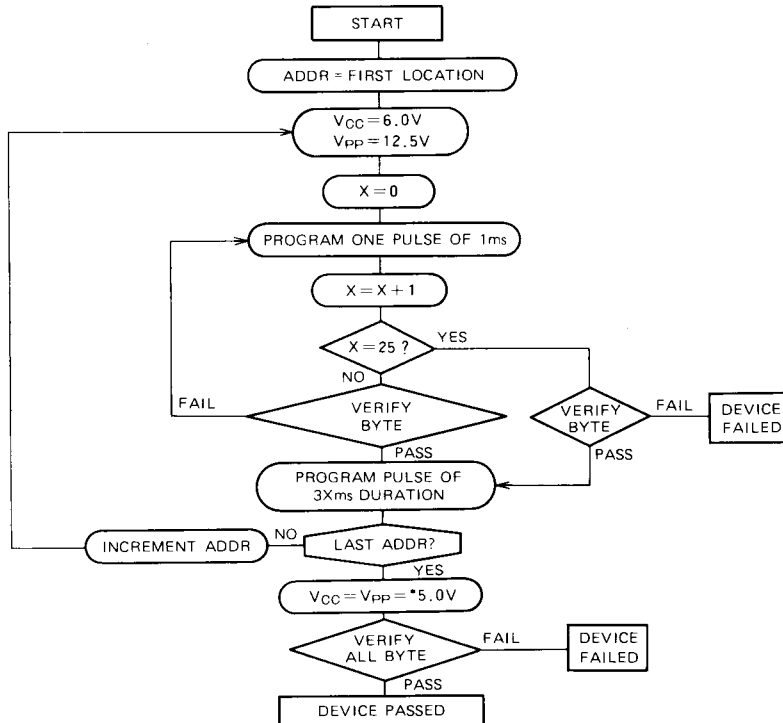 START
ADDR = FIRST LOCATION
VCC = 6.0V
VPP = 12.5V
X = 0
PROGRAM ONE PULSE OF 1ms
X = X + 1
X = 25 ?
YES
NO
FAIL
VERIFY
BYTE
PASS
VERIFY
BYTE
FAIL
DEVICE
FAILED
PASS
PROGRAM PULSE OF
3Xms DURATION
LAST ADDR?
NO
INCREMENT ADDR
YES
VCC = VPP = *5.0V
VERIFY
ALL BYTE
FAIL
DEVICE
FAILED
PASS
DEVICE PASSED